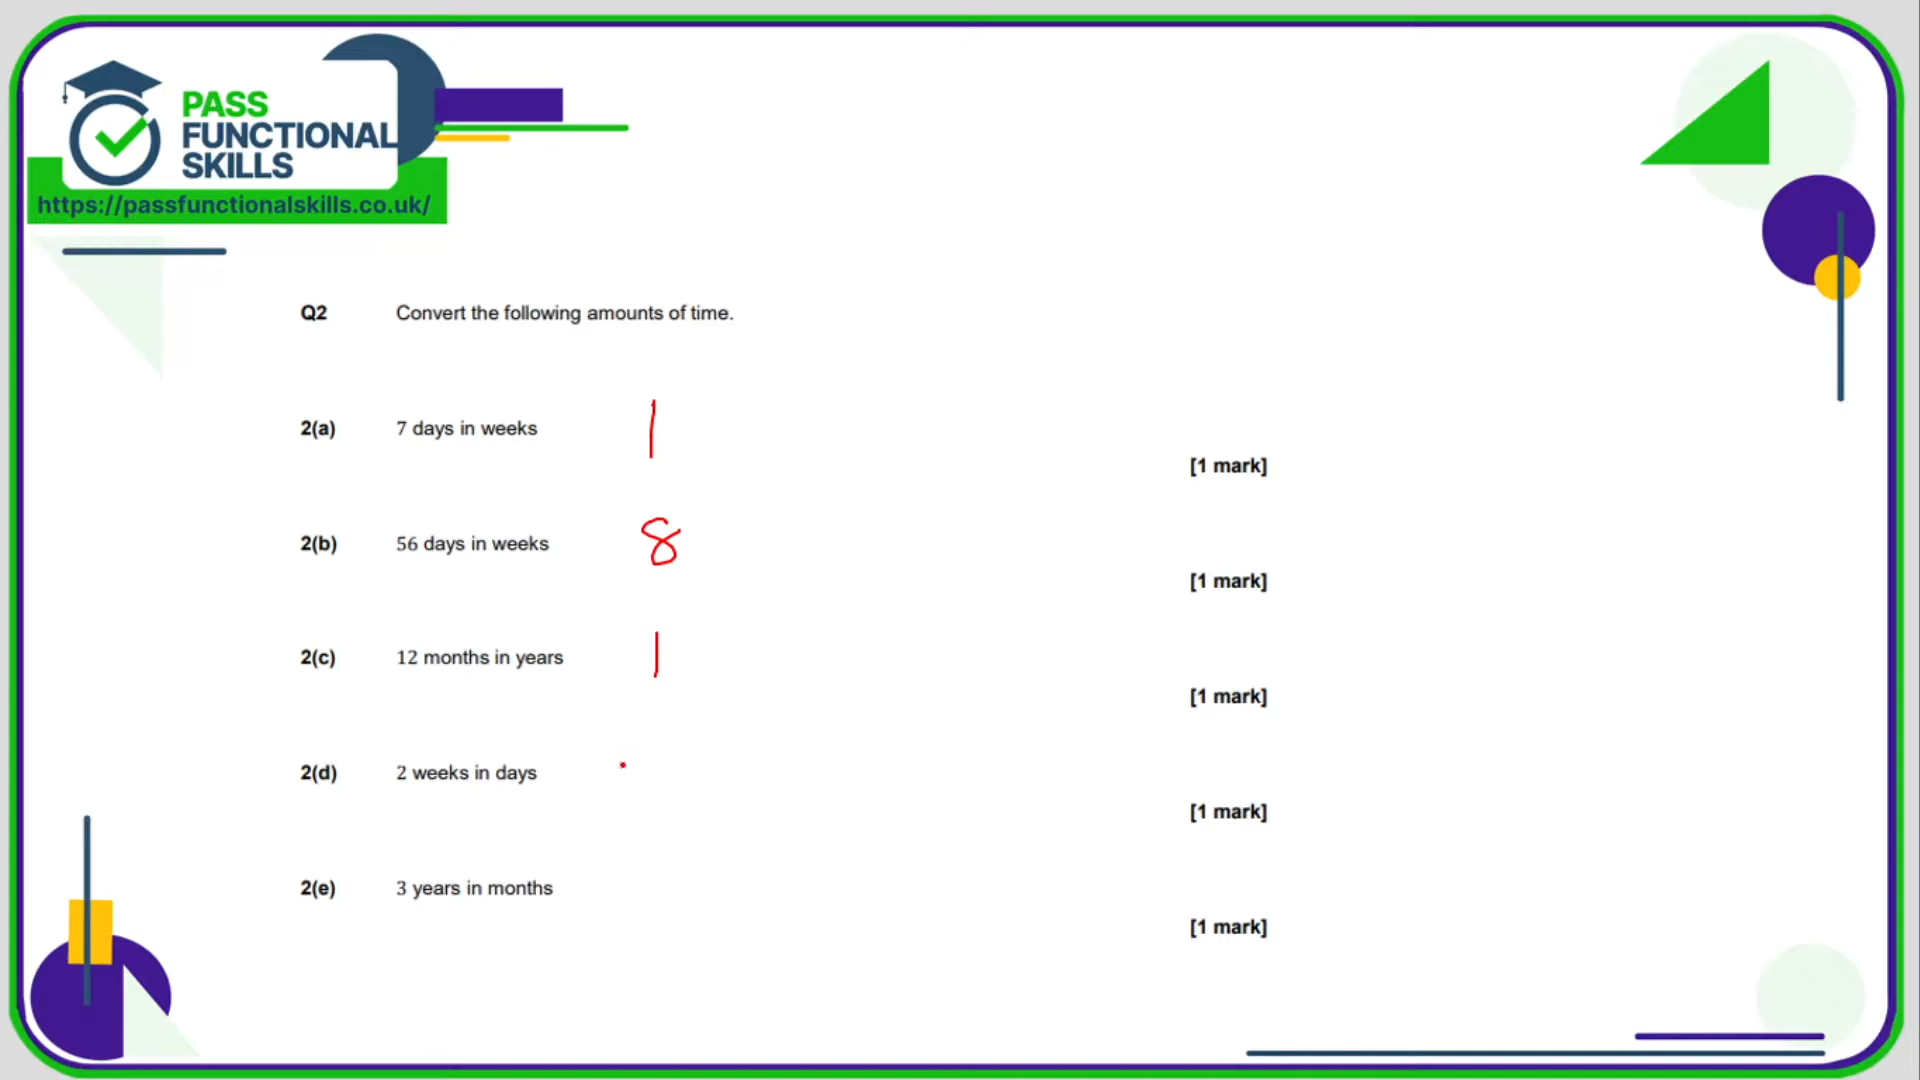 PASS
FUNCTIONAL
SKILLS
https://passfunctionalskills.co.uk/
Q2 Convert the following amounts of time.
2(a) 7 days in weeks 1
[1 mark]
2(b) 56 days in weeks 8
[1 mark]
2(c) 12 months in years 1
[1 mark]
2(d) 2 weeks in days
[1 mark]
2(e) 3 years in months
[1 mark]